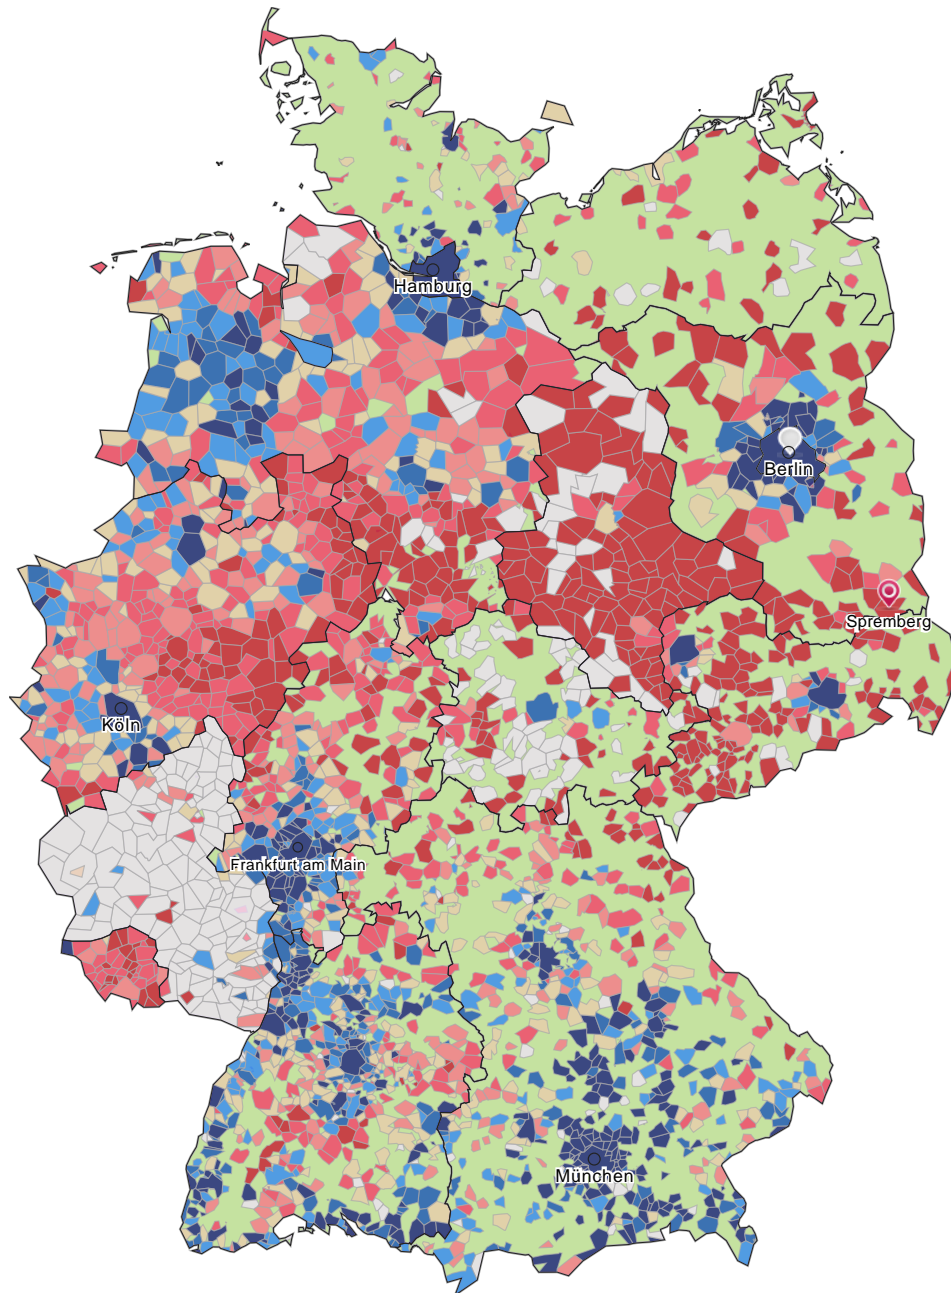 Hamburg
Berlin
Spremberg
Köln
Frankfurt am Main
München